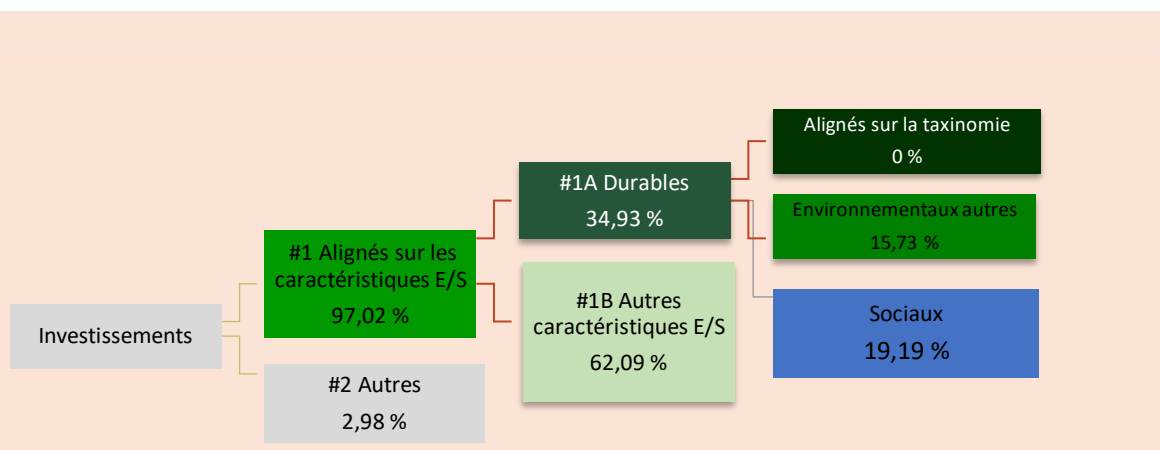 Investissements
#1 Alignés sur les
caractéristiques E/S
97,02 %
#2 Autres
2,98 %
#1A Durables
34,93 %
#1B Autres
caractéristiques E/S
62,09 %
Alignés sur la taxinomie
0 %
Environnementaux autres
15,73 %
Sociaux
19,19 %